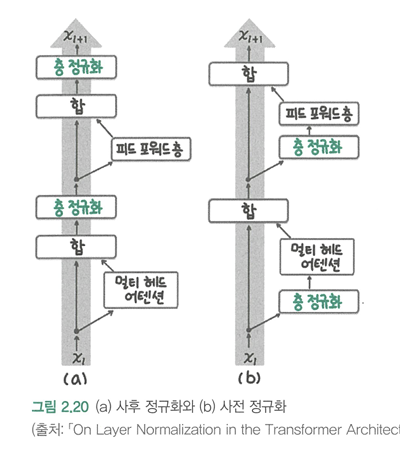 x_{l+1}
층 정규화
합
피드 포워드 층
층 정규화
합
멀티 헤드
어텐션
x_l
(a)
x_{l+1}
합
피드 포워드 층
층 정규화
합
멀티 헤드
어텐션
층 정규화
x_l
(b)
그림 2.20 (a) 사후 정규화와 (b) 사전 정규화
(출처: 「On Layer Normalization in the Transformer Architect